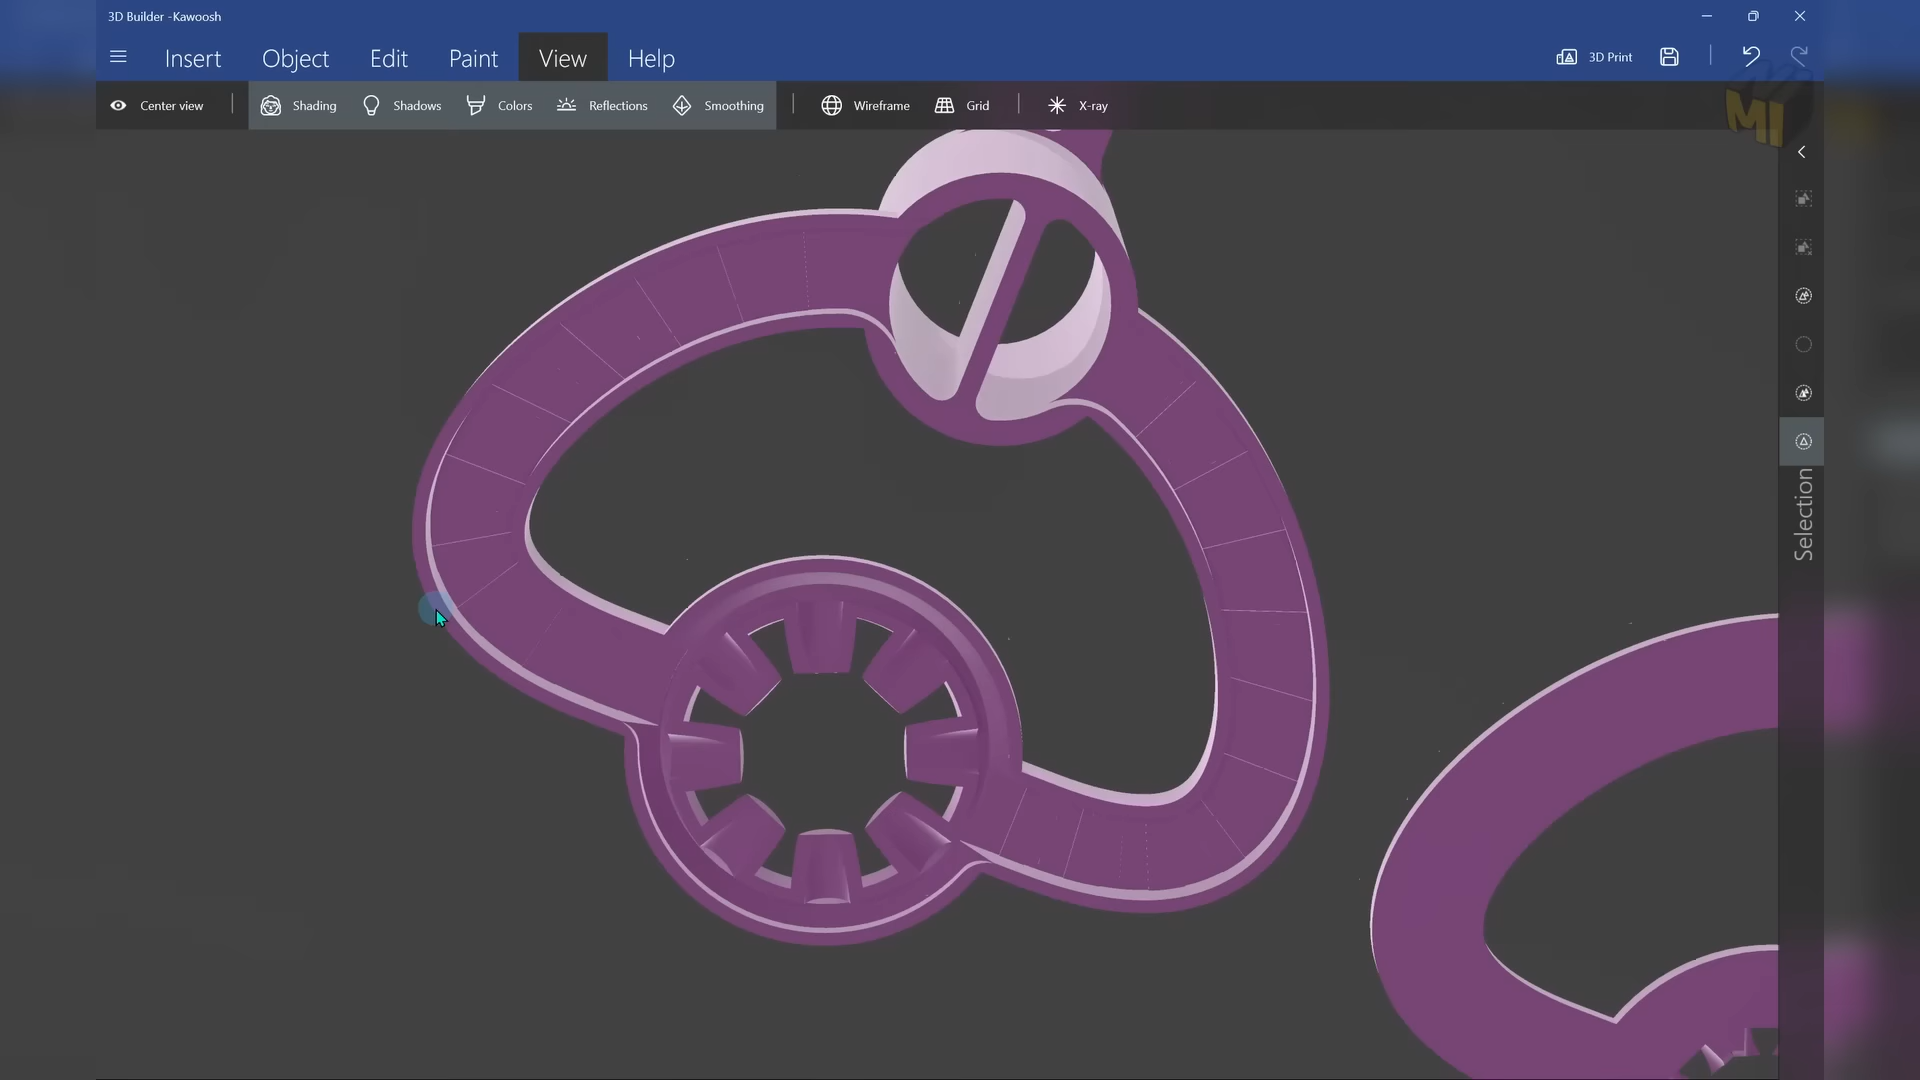 3D Builder -Kawoosh
Insert Object Edit Paint View Help
3D Print
Center view Shading Shadows Colors Reflections Smoothing Wireframe Grid X-ray
MI
Selection